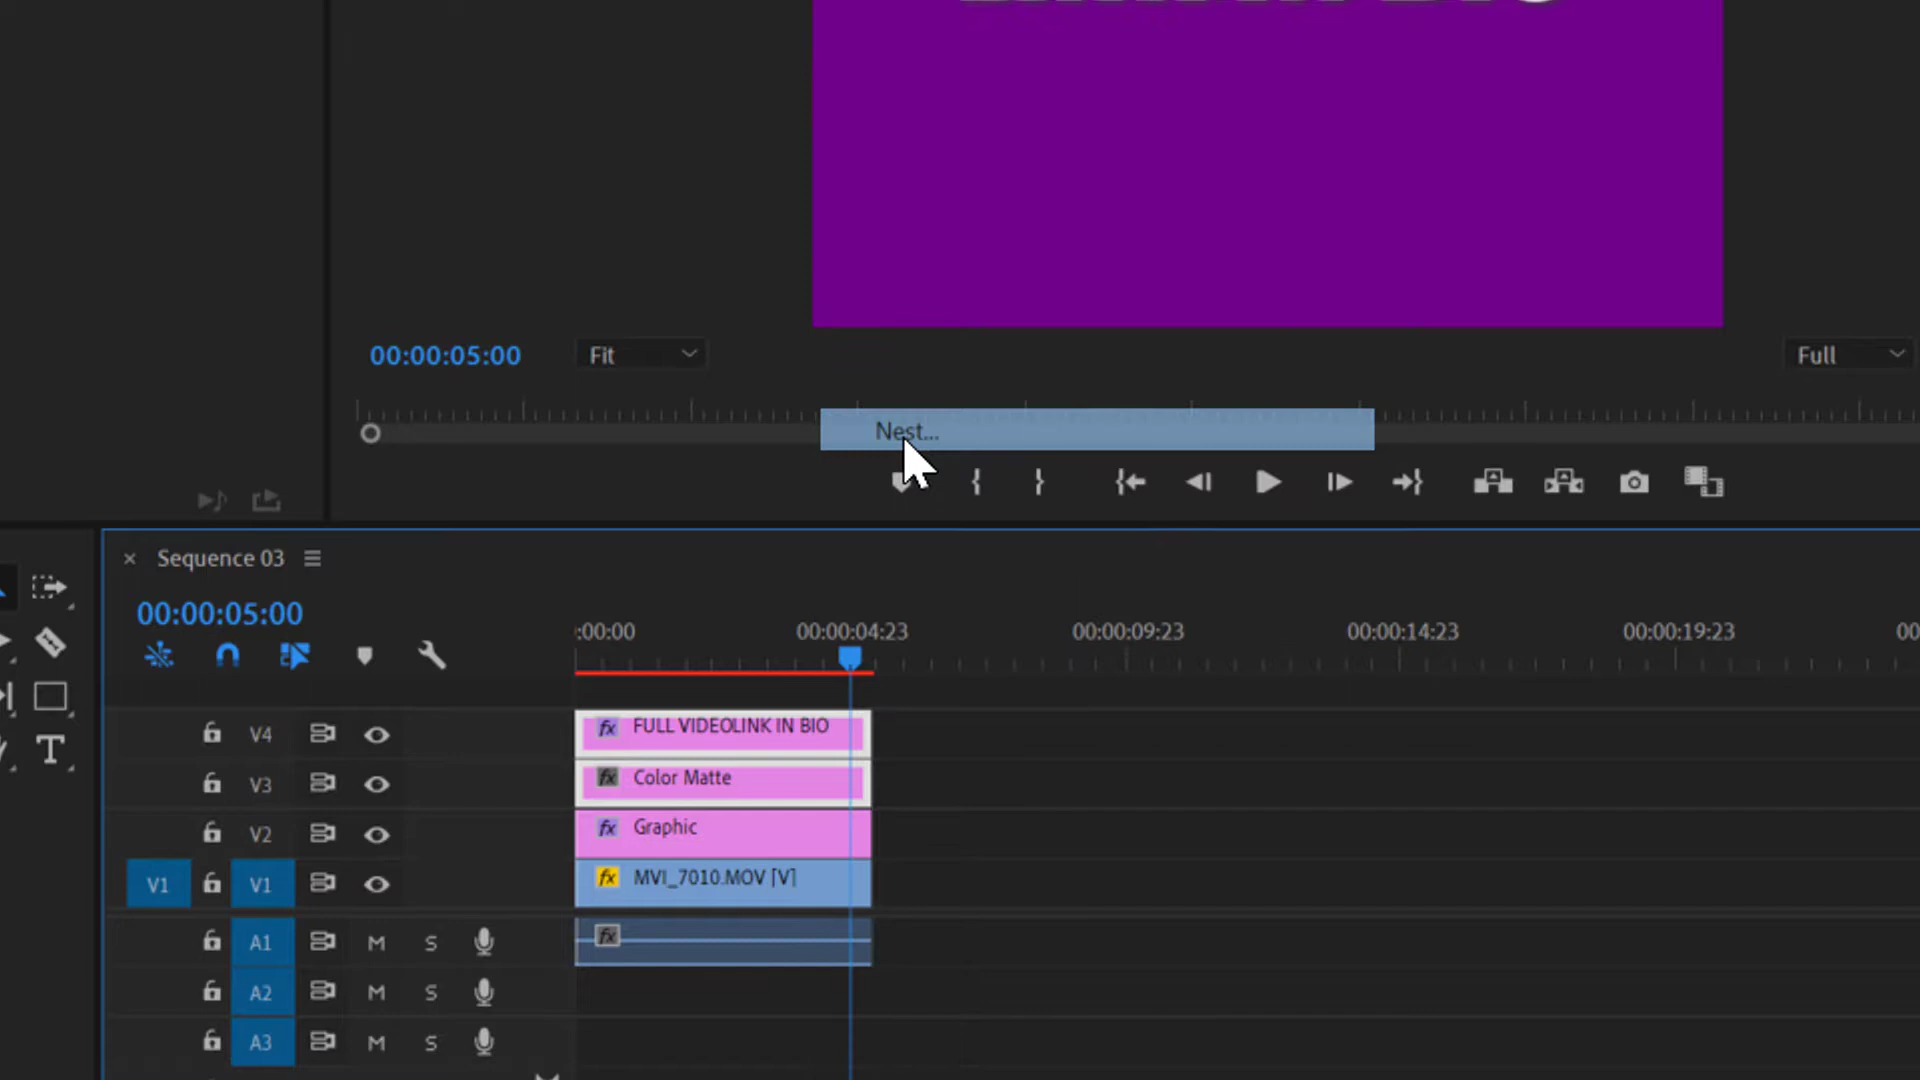 00:00:05:00
Fit
Full
Nest...
Sequence 03
00:00:05:00
:00:00
00:00:04:23
00:00:09:23
00:00:14:23
00:00:19:23
00
V4
fx FULL VIDEOLINK IN BIO
V3
fx Color Matte
V2
fx Graphic
V1
V1
fx MVI_7010.MOV [V]
A1
M
S
fx
A2
M
S
A3
M
S